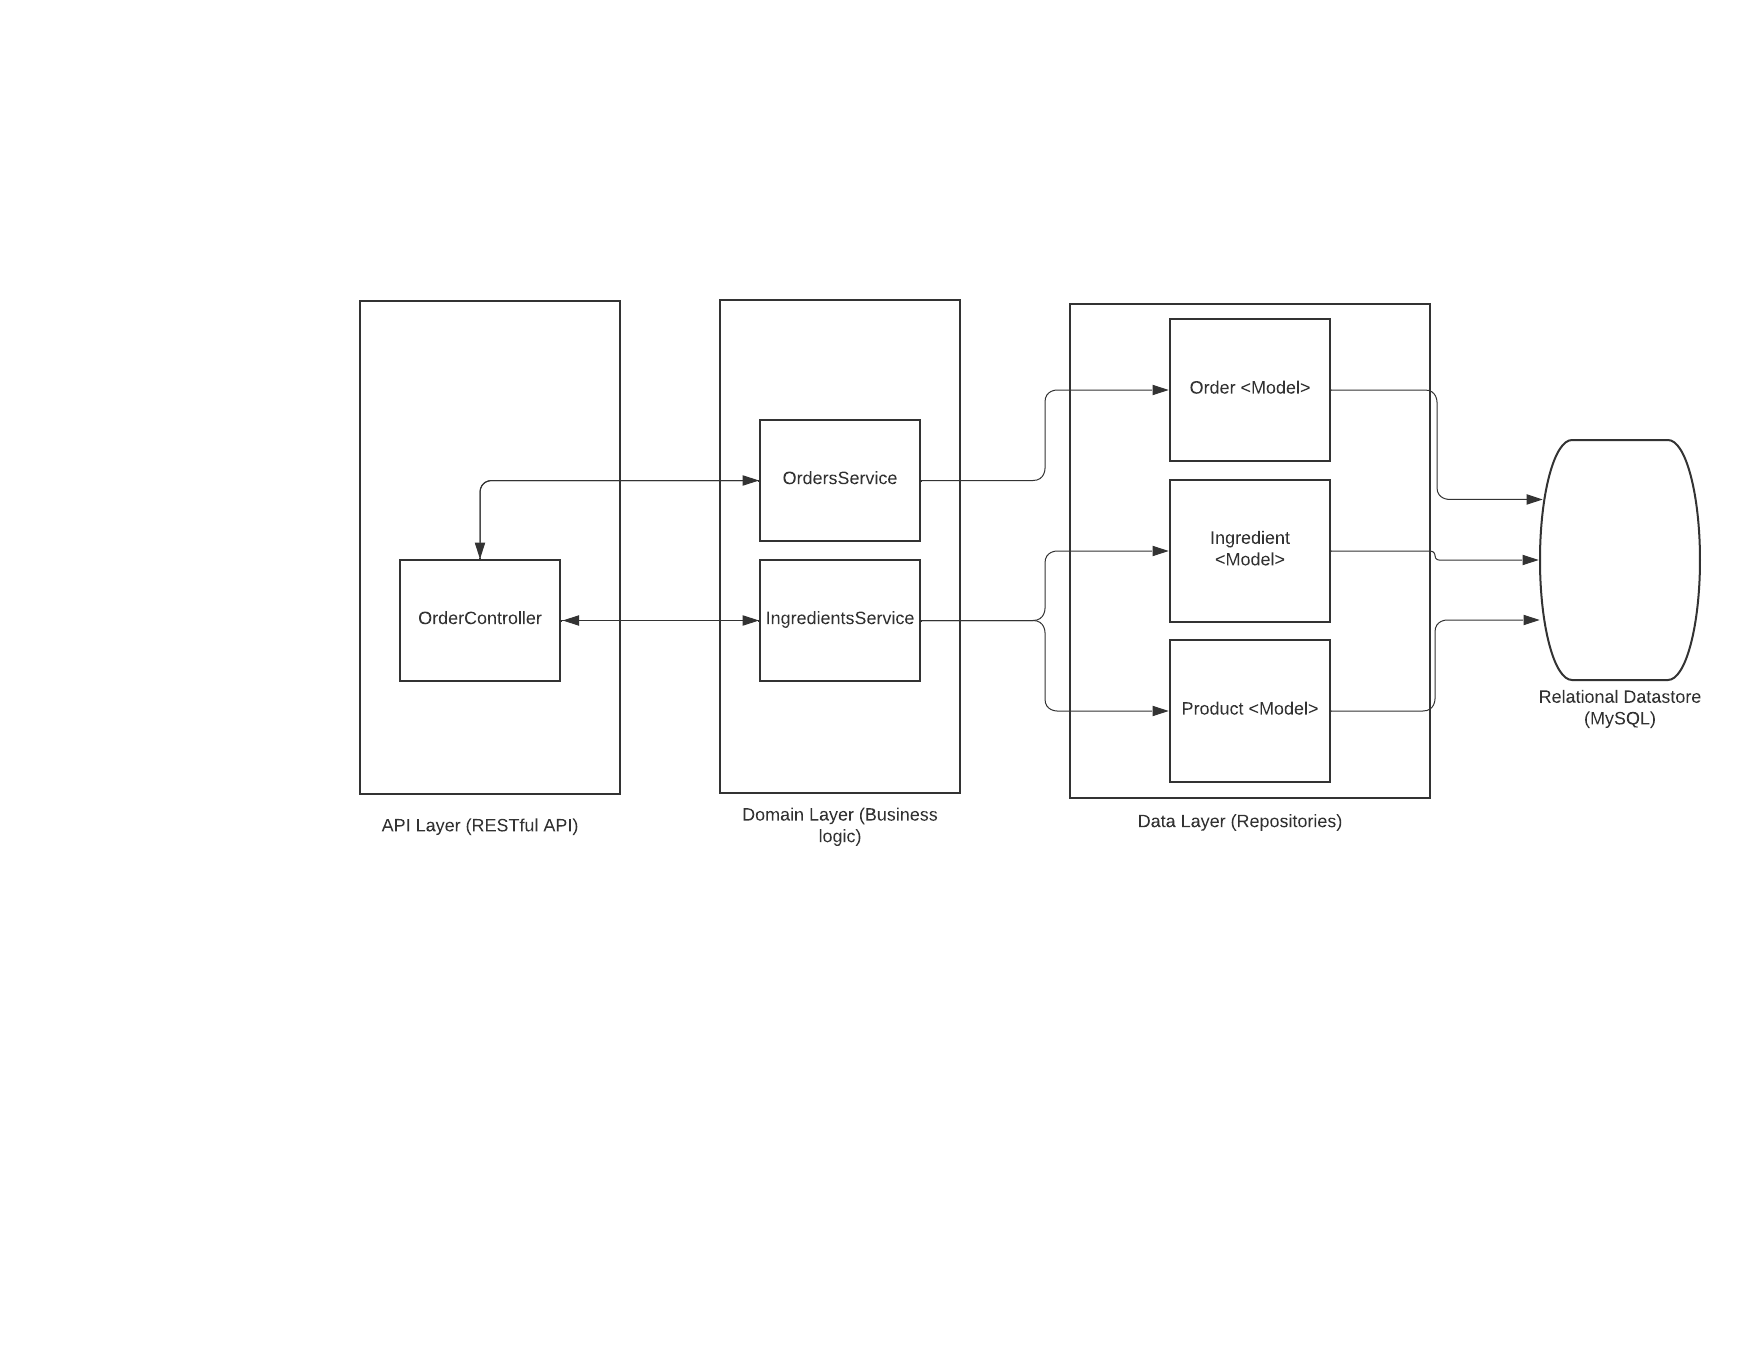 Order <Model>
OrdersService
Ingredient
<Model>
OrderController
IngredientsService
Product <Model>
Relational Datastore
(MySQL)
API Layer (RESTful API)
Domain Layer (Business
logic)
Data Layer (Repositories)